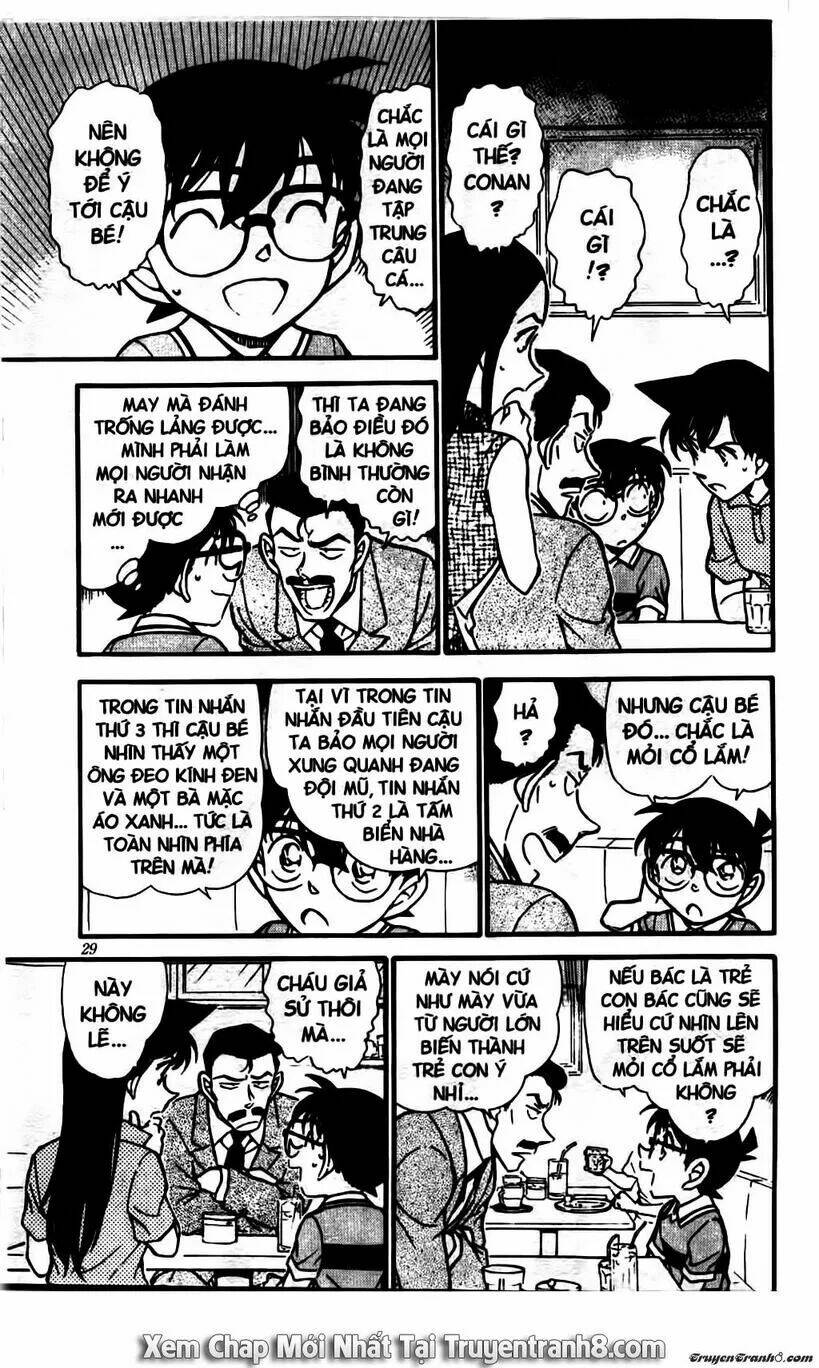 CHẮC
LÀ
...?
CÁI
GÌ
!?
CÁI GÌ
THẾ?
CONAN
?
CHẮC
LÀ MỌI
NGƯỜI
ĐANG
TẬP
TRUNG
CÂU
CÁ...
NÊN
KHÔNG
ĐỂ Ý
TỚI CẬU
BÉ!
THÌ TA ĐANG
BẢO ĐIỀU ĐÓ
LÀ KHÔNG
BÌNH THƯỜNG
CÒN
GÌ!
MAY MÀ ĐÁNH
TRỐNG LẢNG ĐƯỢC...
MÌNH PHẢI LÀM
MỌI NGƯỜI NHẬN
RA NHANH
MỚI ĐƯỢC
...
NHƯNG CẬU BÉ
ĐÓ... CHẮC LÀ
MỎI CỔ LẮM!
HẢ
?
TẠI VÌ TRONG TIN
NHẮN ĐẦU TIÊN CẬU
TA BẢO MỌI NGƯỜI
XUNG QUANH ĐANG
ĐỘI MŨ, TIN NHẮN
THỨ 2 LÀ TẤM
BIỂN NHÀ
HÀNG...
TRONG TIN NHẮN
THỨ 3 THÌ CẬU BÉ
NHÌN THẤY MỘT
ÔNG ĐEO KÍNH ĐEN
VÀ MỘT BÀ MẶC
ÁO XANH... TỨC LÀ
TOÀN NHÌN PHÍA
TRÊN MÀ!
29
NẾU BÁC LÀ TRẺ
CON BÁC CŨNG SẼ
HIỂU CỨ NHÌN LÊN
TRÊN SUỐT SẼ
MỎI CỔ LẮM PHẢI
KHÔNG
?
MÀY NÓI CỨ
NHƯ MÀY VỪA
TỪ NGƯỜI LỚN
BIẾN THÀNH
TRẺ CON Ý
NHỈ...
CHÁU GIẢ
SỬ THÔI
MÀ...
NÀY
KHÔNG
LẼ...
Xem Chap Mới Nhất Tại Truyentranh8.com
TruyenTranh8.com